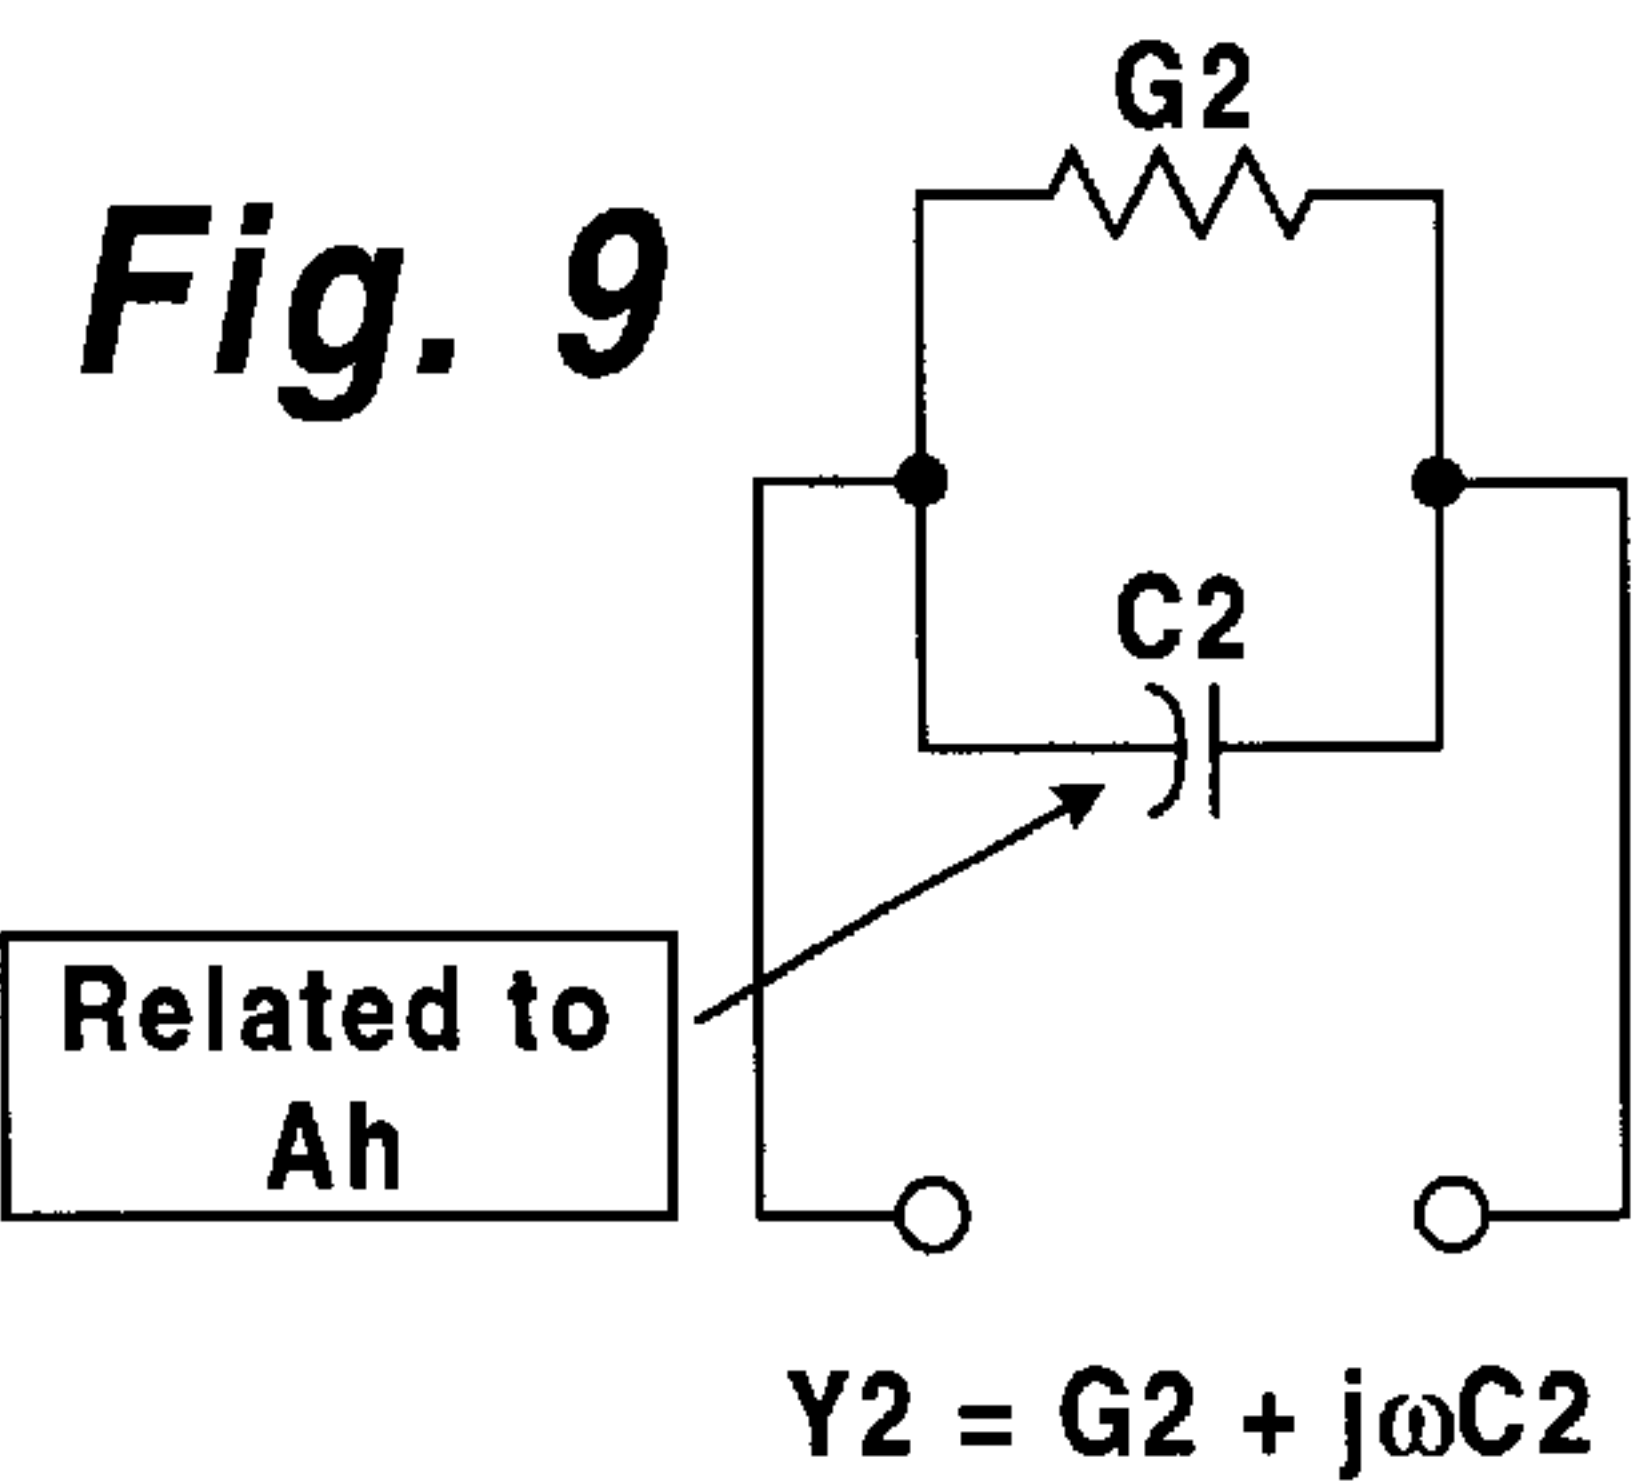 G2
Fig. 9
C2
Related to
Ah
Y2 = G2 + jωC2